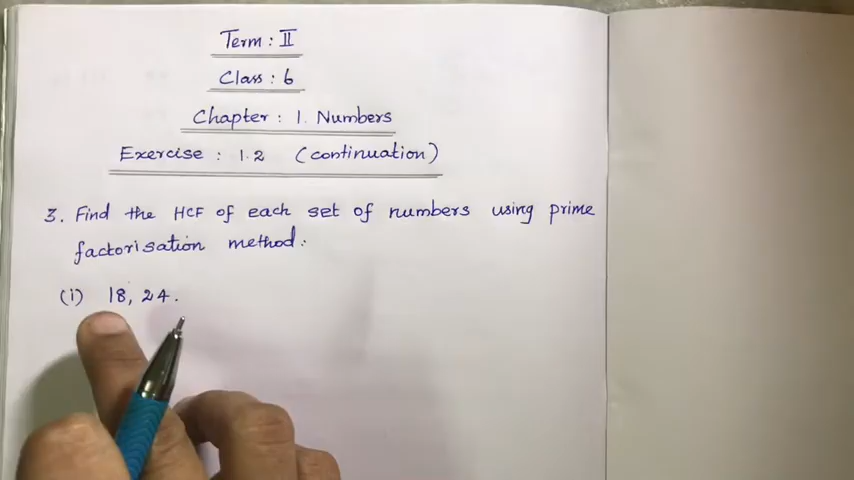 Term : II
Class : 6
Chapter : 1. Numbers
Exercise : 1.2 (continuation)
3. Find the HCF of each set of numbers using prime
factorisation method.
(i) 18, 24.